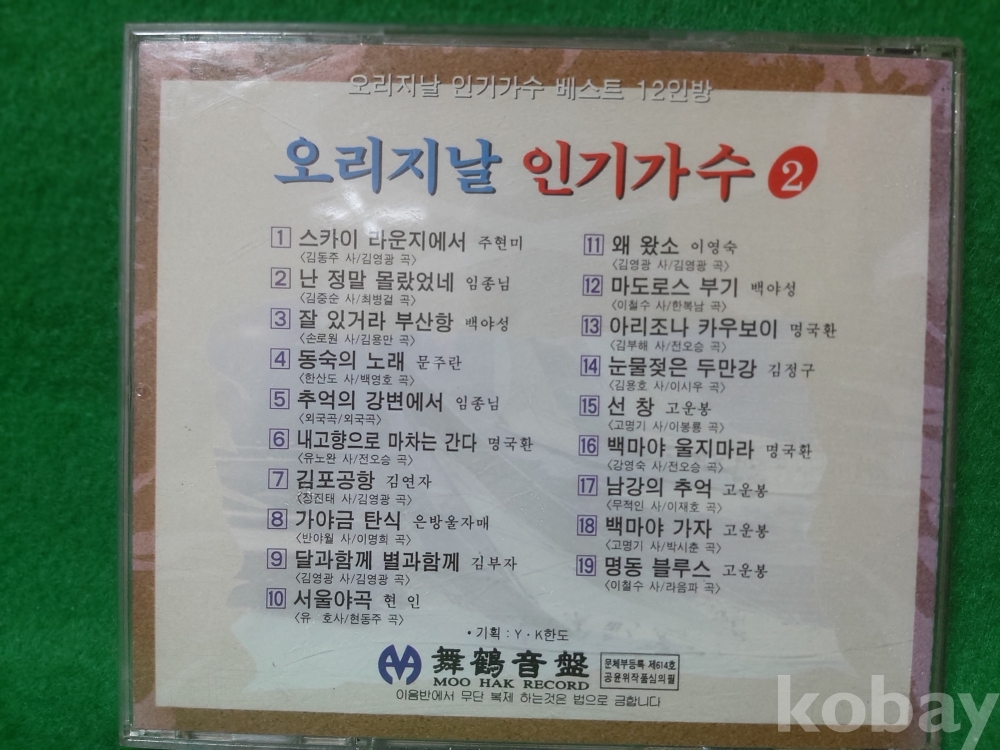 오리지날 인기가수 베스트 12인방
오리지날 인기가수 2
1 스카이 라운지에서 주현미
〈김동주 사/김영광 곡〉
2 난 정말 몰랐었네 임종님
〈김중순 사/최병걸 곡〉
3 잘 있거라 부산항 백야성
〈손로원 사/김용만 곡〉
4 동숙의 노래 문주란
〈한산도 사/백영호 곡〉
5 추억의 강변에서 임종님
〈외국곡/외국곡〉
6 내고향으로 마차는 간다 명국환
〈유노완 사/전오승 곡〉
7 김포공항 김연자
〈정진태 사/김영광 곡〉
8 가야금 탄식 은방울자매
〈반야월 사/이명희 곡〉
9 달과함께 별과함께 김부자
〈김영광 사/김영광 곡〉
10 서울야곡 현 인
〈유 호사/현동주 곡〉
11 왜 왔소 이영숙
〈김영광 사/김영광 곡〉
12 마도로스 부기 백야성
〈이철수 사/한복남 곡〉
13 아리조나 카우보이 명국환
〈김부해 사/전오승 곡〉
14 눈물젖은 두만강 김정구
〈김용호 사/이시우 곡〉
15 선 창 고운봉
〈고명기 사/이봉룡 곡〉
16 백마야 울지마라 명국환
〈강영숙 사/전오승 곡〉
17 남강의 추억 고운봉
〈무적인 사/이재호 곡〉
18 백마야 가자 고운봉
〈고명기 사/박시춘 곡〉
19 명동 블루스 고운봉
〈이철수 사/라음파 곡〉
• 기획 : Y · K한도
舞鶴音盤
MOO HAK RECORD
문체부등록 제614호
공윤위작품심의필
이음반에서 무단 복제 하는것은 법으로 금합니다
kobay